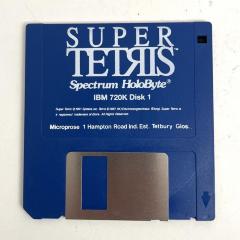 SUPER
TETRIS
Spectrum HoloByte®
IBM 720K Disk 1
Microprose 1 Hampton Road Ind. Est. Tetbury Glos.